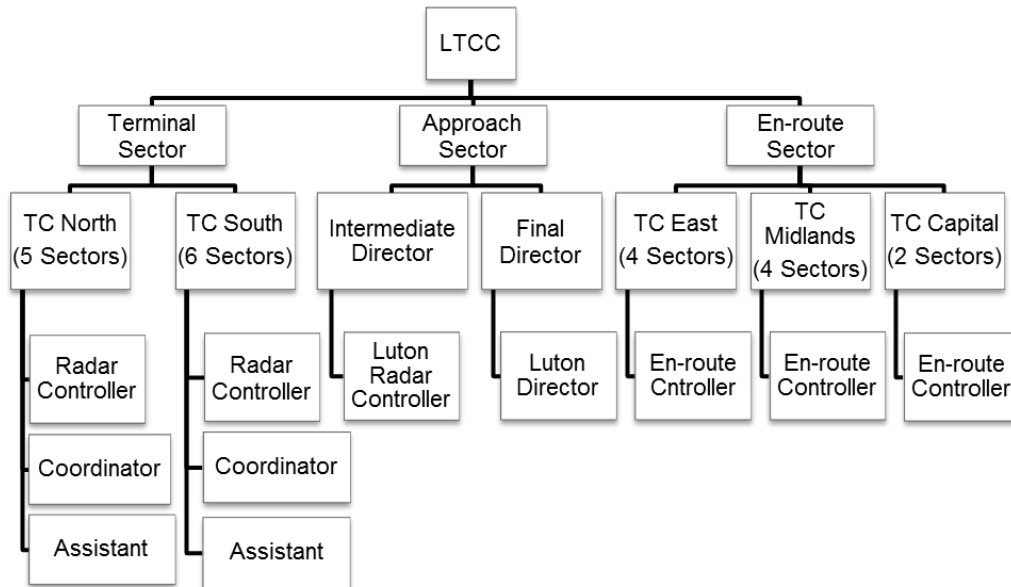 LTCC
Terminal
Sector
Approach
Sector
En-route
Sector
TC North
(5 Sectors)
TC South
(6 Sectors)
Intermediate
Director
Final
Director
TC East
(4 Sectors)
TC
Midlands
(4 Sectors)
TC Capital
(2 Sectors)
Radar
Controller
Radar
Controller
Luton
Radar
Controller
Luton
Director
En-route
Cntroller
En-route
Controller
En-route
Controller
Coordinator
Coordinator
Assistant
Assistant